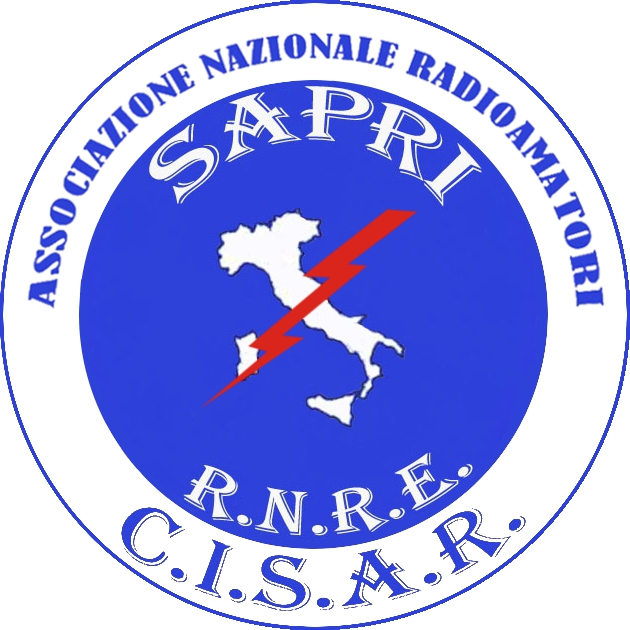 ASSOCIAZIONE NAZIONALE RADIOAMATORI
SAPRI
R.N.R.E.
C.I.S.A.R.